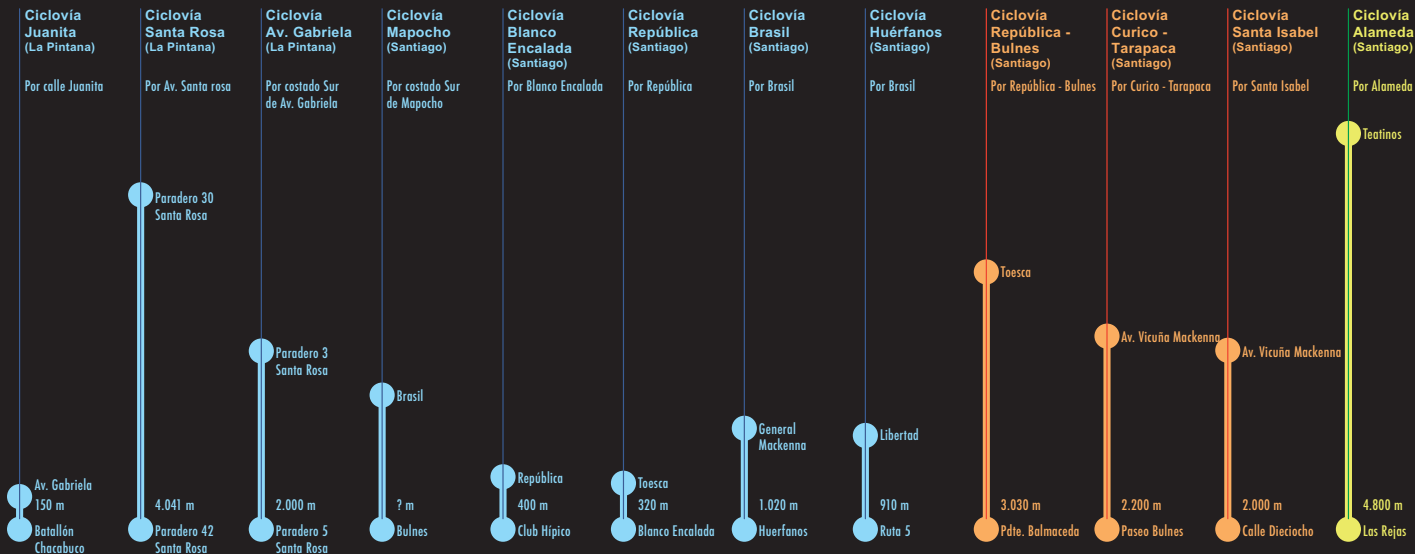 Ciclovía
Juanita
(La Pintana)
Por calle Juanita
Av. Gabriela
150 m
Batallón
Chacabuco
Ciclovía
Santa Rosa
(La Pintana)
Por Av. Santa rosa
Paradero 30
Santa Rosa
4.041 m
Paradero 42
Santa Rosa
Ciclovía
Av. Gabriela
(La Pintana)
Por costado Sur
de Av. Gabriela
Paradero 3
Santa Rosa
2.000 m
Paradero 5
Santa Rosa
Ciclovía
Mapocho
(Santiago)
Por costado Sur
de Mapocho
Brasil
? m
Bulnes
Ciclovía
Blanco
Encalada
(Santiago)
Por Blanco Encalada
República
400 m
Club Hípico
Ciclovía
República
(Santiago)
Por República
Toesca
320 m
Blanco Encalada
Ciclovía
Brasil
(Santiago)
Por Brasil
General
Mackenna
1.020 m
Huerfanos
Ciclovía
Huérfanos
(Santiago)
Por Brasil
Libertad
910 m
Ruta 5
Ciclovía
República -
Bulnes
(Santiago)
Por República - Bulnes
Toesca
3.030 m
Pdte. Balmaceda
Ciclovía
Curico -
Tarapaca
(Santiago)
Por Curico - Tarapaca
Av. Vicuña Mackenna
2.200 m
Paseo Bulnes
Ciclovía
Santa Isabel
(Santiago)
Por Santa Isabel
Av. Vicuña Mackenna
2.000 m
Calle Dieciocho
Ciclovía
Alameda
(Santiago)
Por Alameda
Teatinos
4.800 m
Las Rejas